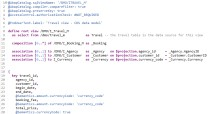 @AbapCatalog.sqlViewName:
@AbapCatalog.compiler.compareFilter: true
@AbapCatalog.preserveKey: true
@AccessControl.authorizationCheck: #NOT_REQUIRED
@EndUserText.label: 'Travel view - CDS data model'
define root view
as select from /DMO/travel as Travel -- the travel table is the data source for this view
composition [0..*] of as _Booking
association [0..1] to /DMO/I_Agency as _Agency on $projection.agency_id = _Agency.AgencyID
association [0..1] to /DMO/I_Customer as _Customer on $projection.customer_id = _Customer.CustomerID
association [0..1] to I_Currency as _Currency on $projection.currency_code = _Currency.Currency
{
key travel_id,
agency_id,
customer_id,
begin_date,
end_date,
@Semantics.amount.currencyCode: 'currency_code'
booking_fee,
@Semantics.amount.currencyCode: 'currency_code'
total_price,
@Semantics.currencyCode: true